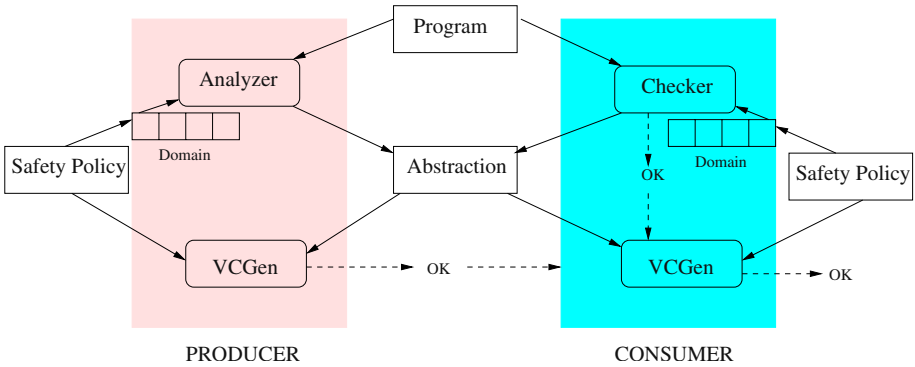 Program
Analyzer
Checker
Domain
Domain
Safety Policy
Abstraction
OK
Safety Policy
VCGen
OK
VCGen
OK
PRODUCER
CONSUMER